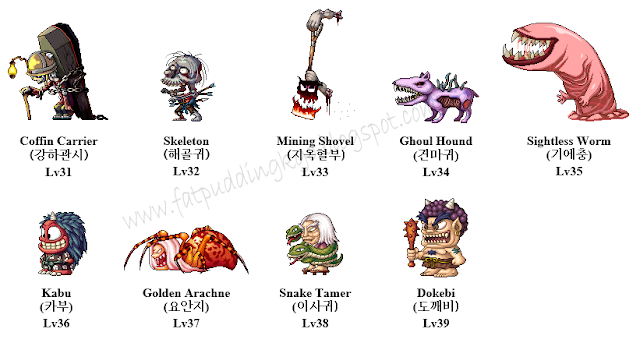 Coffin Carrier
(강하관시)
Lv31
Skeleton
(해골귀)
Lv32
Mining Shovel
(지옥혈부)
Lv33
Ghoul Hound
(견마귀)
Lv34
Sightless Worm
(기에충)
Lv35
Kabu
(카부)
Lv36
Golden Arachne
(요안지)
Lv37
Snake Tamer
(이사귀)
Lv38
Dokebi
(도깨비)
Lv39